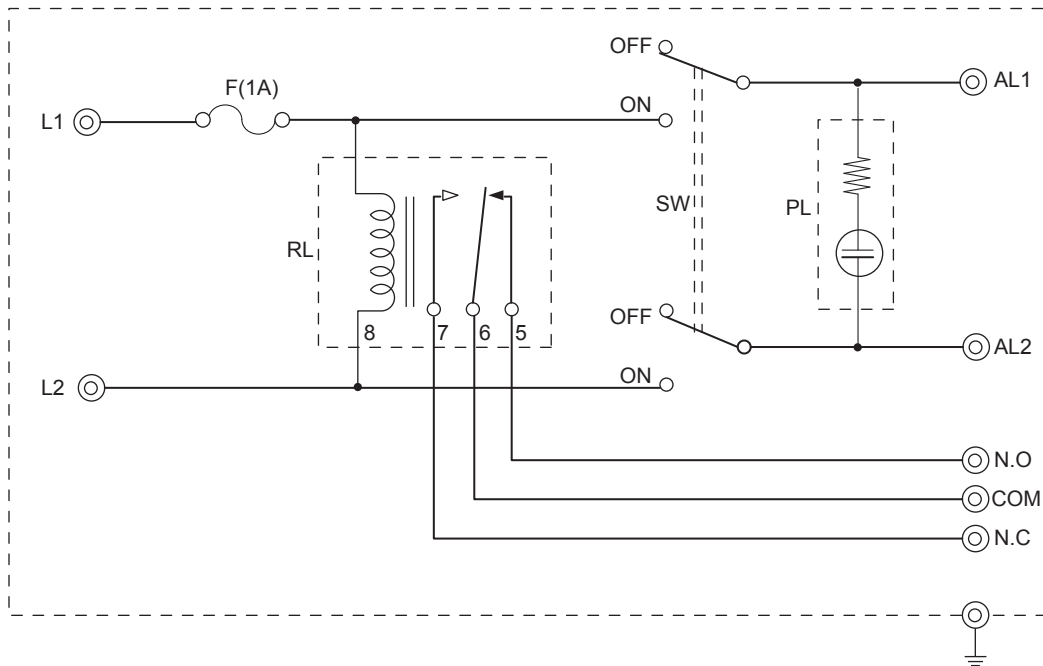 OFF
AL1
F(1A)
L1
ON
SW
PL
RL
OFF
8 7 6 5
AL2
ON
L2
N.O
COM
N.C